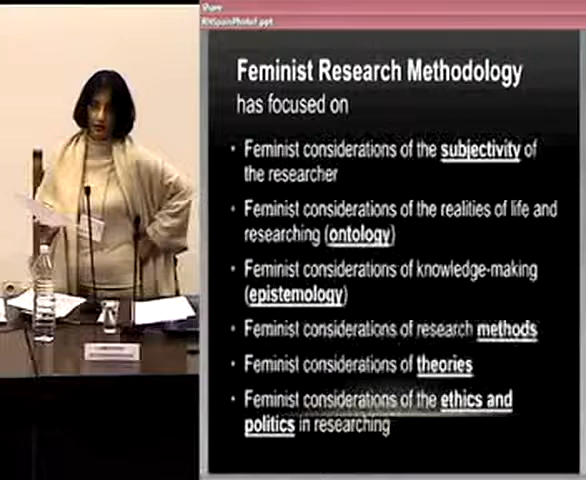 Share
Feminist Research Methodology
has focused on
• Feminist considerations of the subjectivity of
the researcher
• Feminist considerations of the realities of life and
researching (ontology)
• Feminist considerations of knowledge-making
(epistemology)
• Feminist considerations of research methods
• Feminist considerations of theories
• Feminist considerations of the ethics and
politics in researching